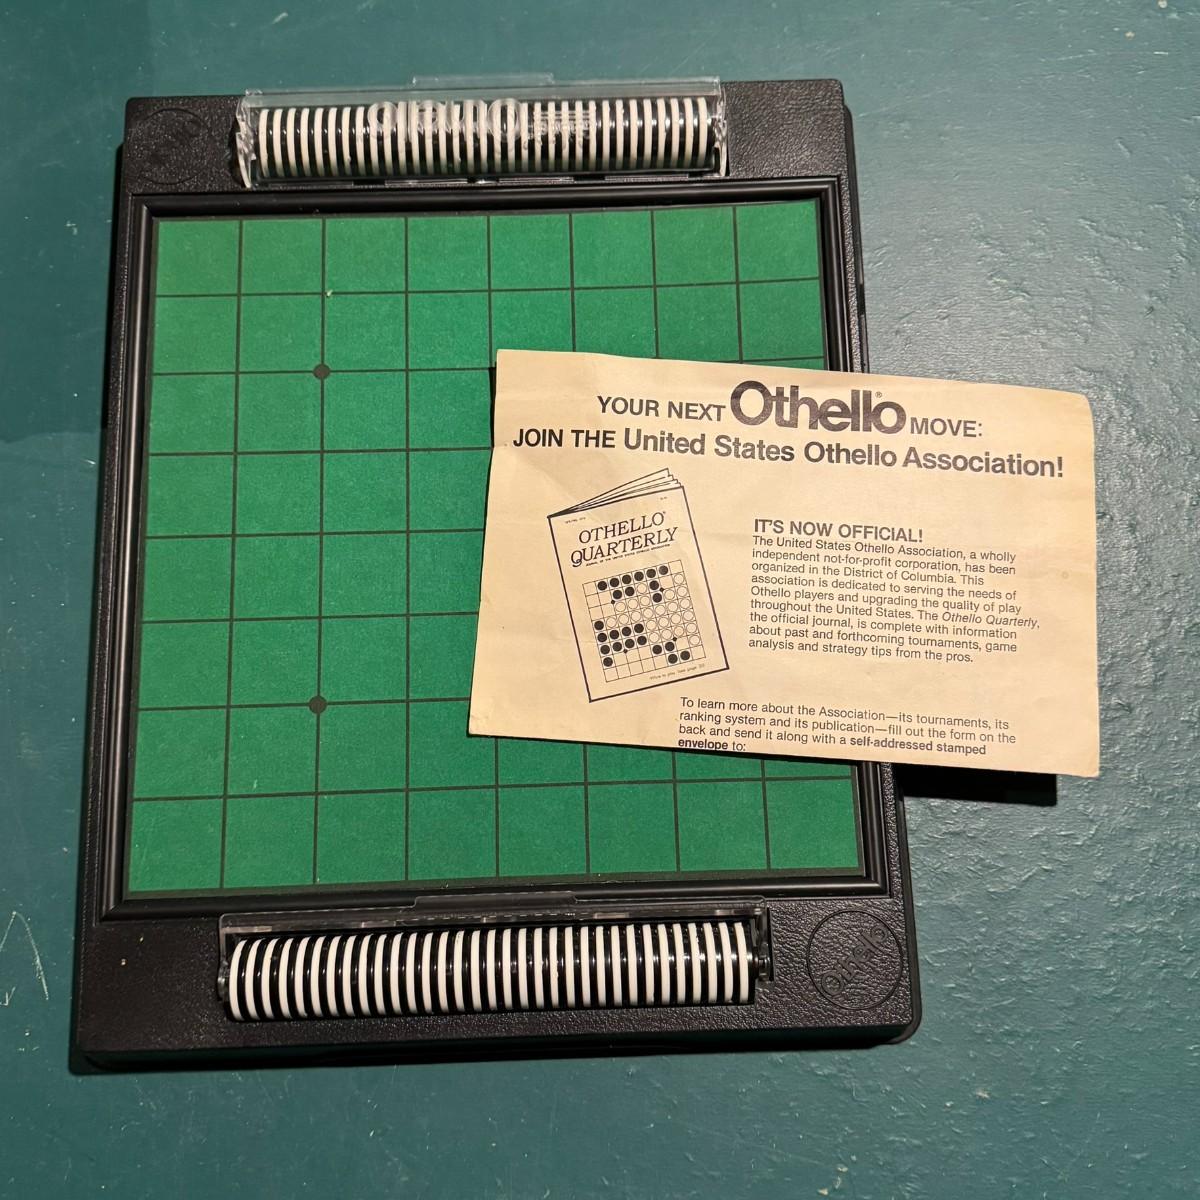 Othello
YOUR NEXT Othello® MOVE:
JOIN THE United States Othello Association!
OTHELLO
QUARTERLY
IT'S NOW OFFICIAL!
The United States Othello Association, a wholly
independent not-for-profit corporation, has been
organized in the District of Columbia. This
association is dedicated to serving the needs of
Othello players and upgrading the quality of play
throughout the United States. The Othello Quarterly,
the official journal, is complete with information
about past and forthcoming tournaments, game
analysis and strategy tips from the pros.
To learn more about the Association—its tournaments, its
ranking system and its publication—fill out the form on the
back and send it along with a self-addressed stamped
envelope to:
Othello